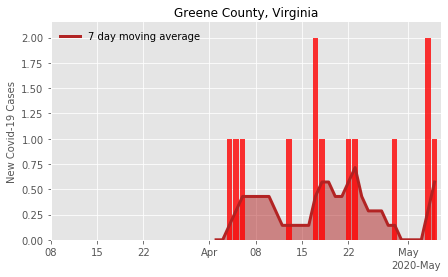 Greene County, Virginia
7 day moving average
New Covid-19 Cases
2.00
1.75
1.50
1.25
1.00
0.75
0.50
0.25
0.00
08 15 22 Apr 08 15 22 May
2020-May